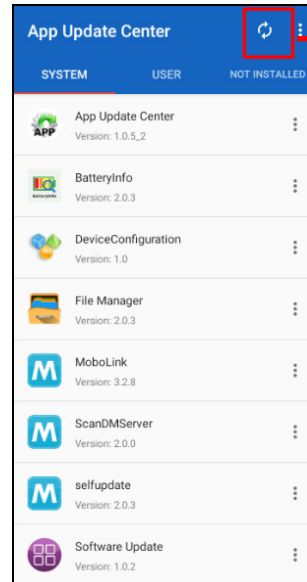 App Update Center
SYSTEM USER NOT INSTALLED
APP
App Update Center
Version: 1.0.5_2
BatteryInfo
BatteryInfo
Version: 2.0.3
DeviceConfiguration
Version: 1.0
File Manager
Version: 2.0.3
M
MoboLink
Version: 3.2.8
M
ScanDMServer
Version: 2.0.0
M
selfupdate
Version: 2.0.3
Software Update
Version: 1.0.2